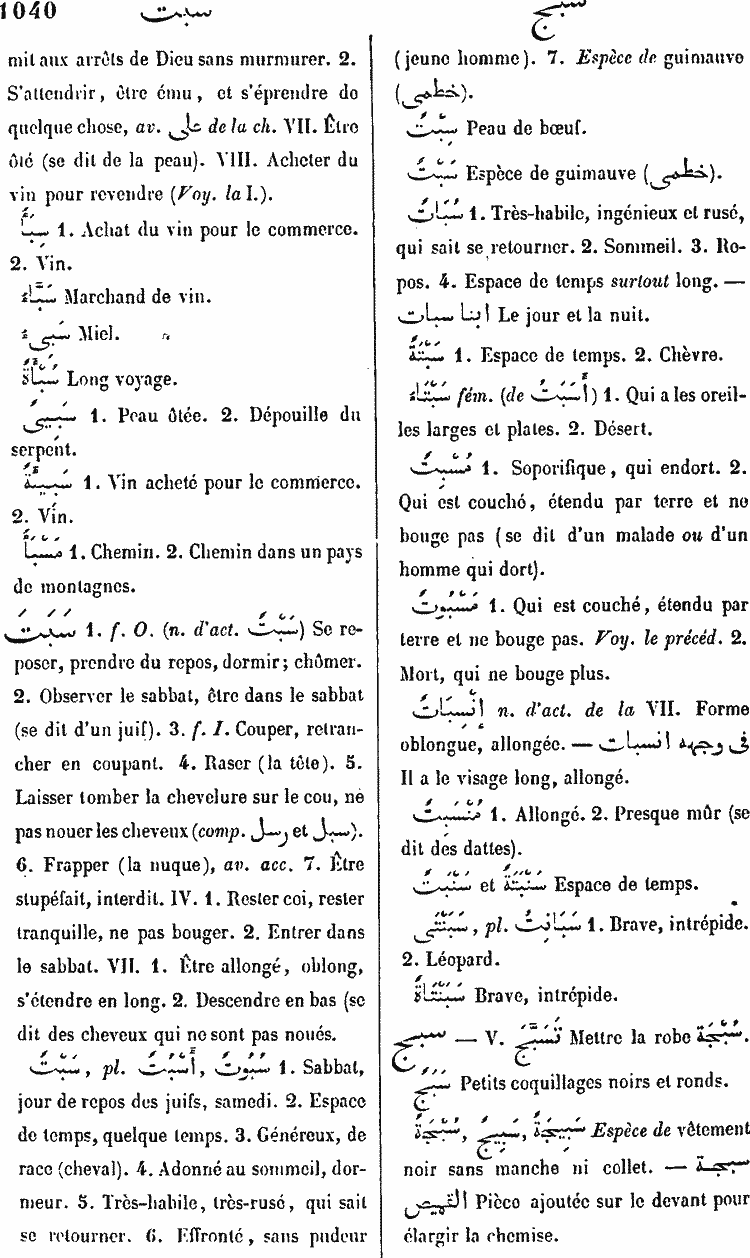 1040 سبت سبج
mit aux arrêts de Dieu sans murmurer. 2.
S'attendrir, être ému, et s'éprendre de
quelque chose, av. على de la ch. VII. Être
ôté (se dit de la peau). VIII. Acheter du
vin pour revendre (Voy. la I.).
سَبْأٌ 1. Achat du vin pour le commerce.
2. Vin.
سَبَّاءٌ Marchand de vin.
سَبِىءٌ Miel.
سُبْأَةٌ Long voyage.
سَبِيىٌ 1. Peau ôtée. 2. Dépouille du
serpent.
سَبِيَّةٌ 1. Vin acheté pour le commerce.
2. Vin.
مَسْبَأٌ 1. Chemin. 2. Chemin dans un pays
de montagnes.
سَبَتَ 1. f. O. (n. d'act. سَبْتٌ) Se re-
poser, prendre du repos, dormir; chômer.
2. Observer le sabbat, être dans le sabbat
(se dit d'un juif). 3. f. I. Couper, retran-
cher en coupant. 4. Raser (la tête). 5.
Laisser tomber la chevelure sur le cou, ne
pas nouer les cheveux (comp. رسل et سبل).
6. Frapper (la nuque), av. acc. 7. Être
stupéfait, interdit. IV. 1. Rester coi, rester
tranquille, ne pas bouger. 2. Entrer dans
le sabbat. VII. 1. Être allongé, oblong,
s'étendre en long. 2. Descendre en bas (se
dit des cheveux qui ne sont pas noués.
سَبْتٌ, pl. أَسْبُتٌ, سُبُوتٌ 1. Sabbat,
jour de repos des juifs, samedi. 2. Espace
de temps, quelque temps. 3. Généreux, de
race (cheval). 4. Adonné au sommeil, dor-
meur. 5. Très-habile, très-rusé, qui sait
se retourner. 6. Effronté, sans pudeur
(jeune homme). 7. Espèce de guimauve
(خطمى).
سِبْتٌ Peau de bœuf.
سُبْتٌ Espèce de guimauve (خطمى).
سُبَاتٌ 1. Très-habile, ingénieux et rusé,
qui sait se retourner. 2. Sommeil. 3. Re-
pos. 4. Espace de temps surtout long. —
ابنا سبات Le jour et la nuit.
سَبْتَةٌ 1. Espace de temps. 2. Chèvre.
سَبْتَاءُ fém. (de أَسْبَتُ) 1. Qui a les oreil-
les larges et plates. 2. Désert.
مُسْبِتٌ 1. Soporifique, qui endort. 2.
Qui est couché, étendu par terre et ne
bouge pas (se dit d'un malade ou d'un
homme qui dort).
مَسْبُوتٌ 1. Qui est couché, étendu par
terre et ne bouge pas. Voy. le précéd. 2.
Mort, qui ne bouge plus.
اِنْسِبَاتٌ n. d'act. de la VII. Forme
oblongue, allongée. — فى وجهه انسبات
Il a le visage long, allongé.
مُنْسَبِتٌ 1. Allongé. 2. Presque mûr (se
dit des dattes).
سَنْبَتٌ et سَنْبَتَةٌ Espace de temps.
سَبَنْتًى, pl. سَبَانِتُ 1. Brave, intrépide.
2. Léopard.
سَبَنْتَاةٌ Brave, intrépide.
سبج — V. تَسَبَّجَ Mettre la robe سُبْجَةٌ.
سَبَجٌ Petits coquillages noirs et ronds.
سُبْجَةٌ, سَبِيجٌ, سَبِيجَةٌ Espèce de vêtement
noir sans manche ni collet. — سبجة
القميص Pièce ajoutée sur le devant pour
élargir la chemise.